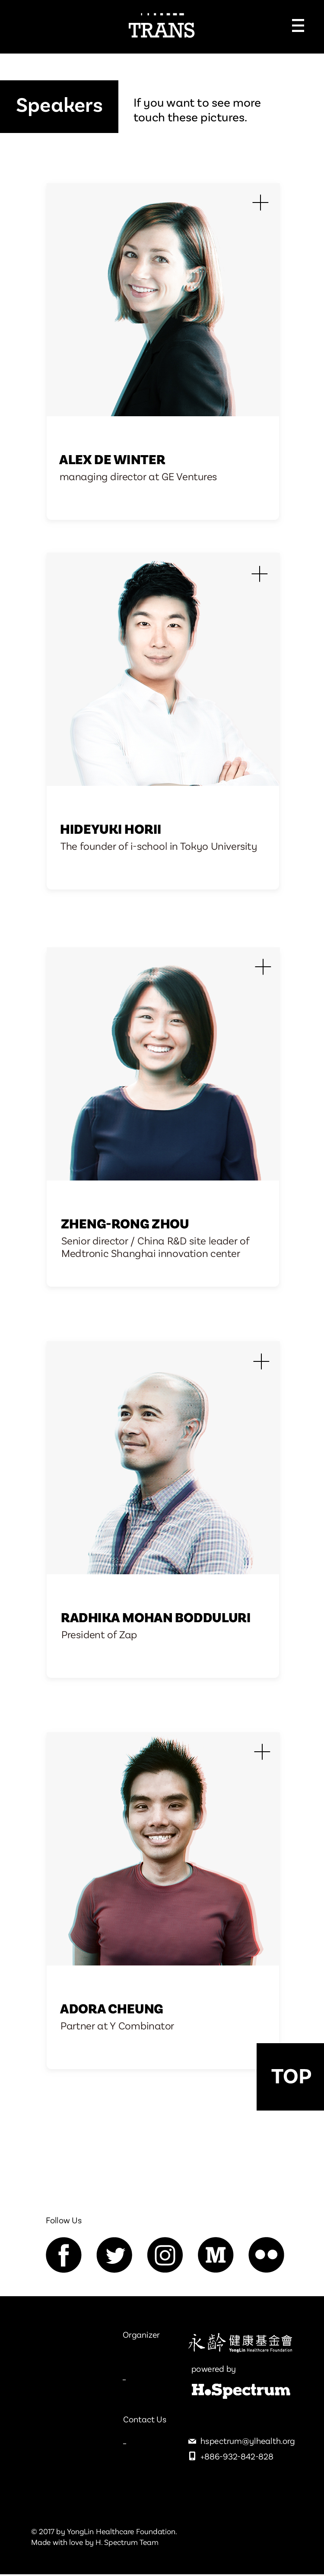 TRANS
Speakers
If you want to see more
touch these pictures.
ALEX DE WINTER
managing director at GE Ventures
HIDEYUKI HORII
The founder of i-school in Tokyo University
ZHENG-RONG ZHOU
Senior director / China R&D site leader of
Medtronic Shanghai innovation center
RADHIKA MOHAN BODDULURI
President of Zap
ADORA CHEUNG
Partner at Y Combinator
TOP
Follow Us
Organizer
永齡健康基金會
YongLin Healthcare Foundation
powered by
H.Spectrum
Contact Us
hspectrum@ylhealth.org
+886-932-842-828
© 2017 by YongLin Healthcare Foundation.
Made with love by H. Spectrum Team